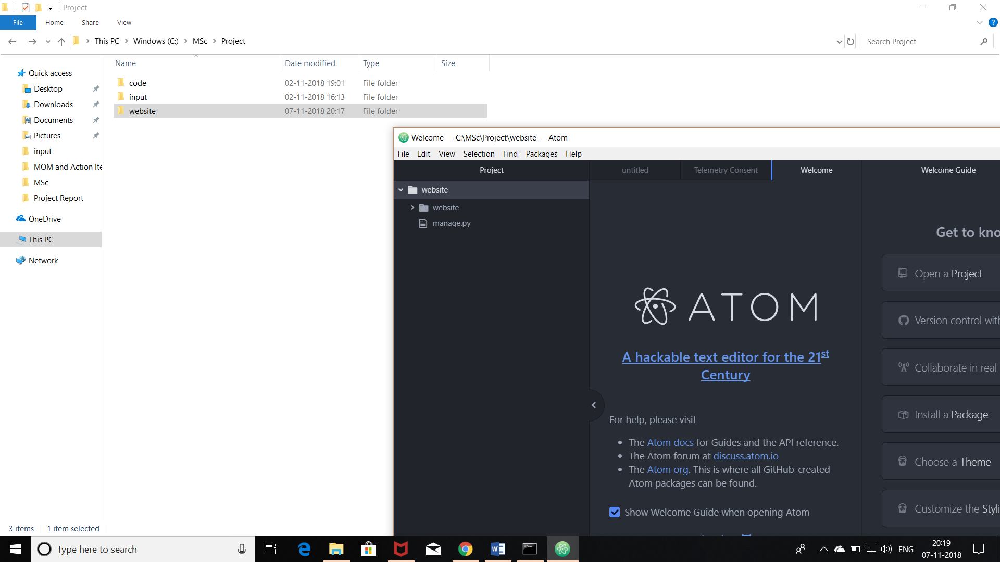 Project
File Home Share View
This PC Windows (C:) MSc Project
Search Project
Name Date modified Type Size
Quick access
Desktop
Downloads
Documents
Pictures
input
MOM and Action Ite
MSc
Project Report
OneDrive
This PC
Network
code 02-11-2018 19:01 File folder
input 02-11-2018 16:13 File folder
website 07-11-2018 20:17 File folder
3 items 1 item selected
Welcome — C:\MSc\Project\website — Atom
File Edit View Selection Find Packages Help
Project untitled Telemetry Consent Welcome Welcome Guide
website
website
manage.py
ATOM
A hackable text editor for the 21st
Century
For help, please visit
The Atom docs for Guides and the API reference.
The Atom forum at discuss.atom.io
The Atom org. This is where all GitHub-created
Atom packages can be found.
Show Welcome Guide when opening Atom
Get to kno
Open a Project
Version control with
Collaborate in real
Install a Package
Choose a Theme
Customize the Styli
Type here to search
ENG
20:19
07-11-2018